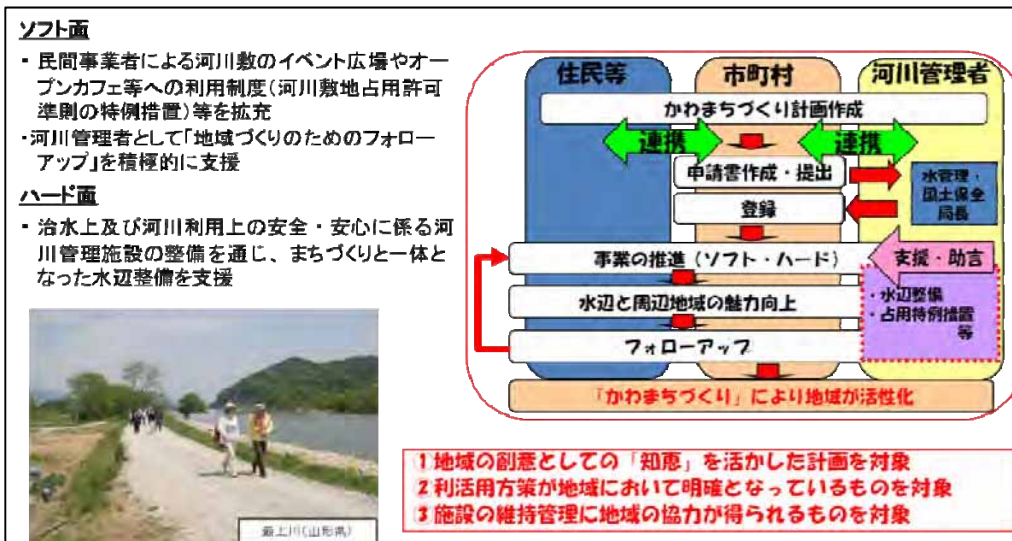 ソフト面
・ 民間事業者による河川敷のイベント広場やオー
プンカフェ等への利用制度(河川敷地占用許可
準則の特例措置)等を拡充
・河川管理者として「地域づくりのためのフォロー
アップ」を積極的に支援
ハード面
・ 治水上及び河川利用上の安全・安心に係る河
川管理施設の整備を通じ、まちづくりと一体と
なった水辺整備を支援
最上川(山形県)
住民等
市町村
河川管理者
かわまちづくり計画作成
連携
連携
申請書作成・提出
水管理・
国土保全
局長
登録
事業の推進(ソフト・ハード)
支援・助言
・水辺整備
・占用特例措置
等
水辺と周辺地域の魅力向上
フォローアップ
「かわまちづくり」により地域が活性化
①地域の創意としての「知恵」を活かした計画を対象
②利活用方策が地域において明確となっているものを対象
③施設の維持管理に地域の協力が得られるものを対象